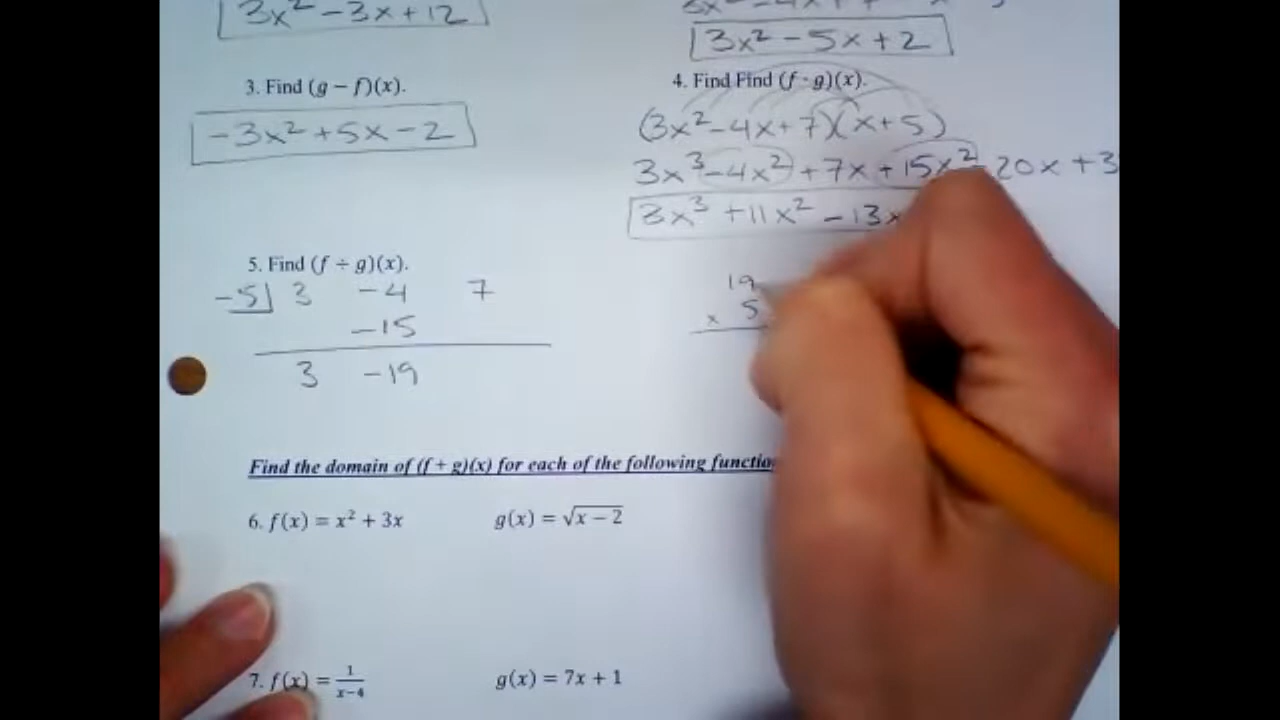 3x² - 3x + 12
3x² - 5x + 2
3. Find (g – f)(x).
-3x² + 5x - 2
4. Find Find (f · g)(x).
(3x² - 4x + 7)(x + 5)
3x³ - 4x² + 7x + 15x² - 20x + 3
3x³ + 11x² - 13x
5. Find (f ÷ g)(x).
-5⌋ 3 -4 7
-15
3 -19
19
x 5
Find the domain of (f + g)(x) for each of the following functio
6. f(x) = x² + 3x g(x) = √x – 2
7. f(x) = 1/x–4 g(x) = 7x + 1